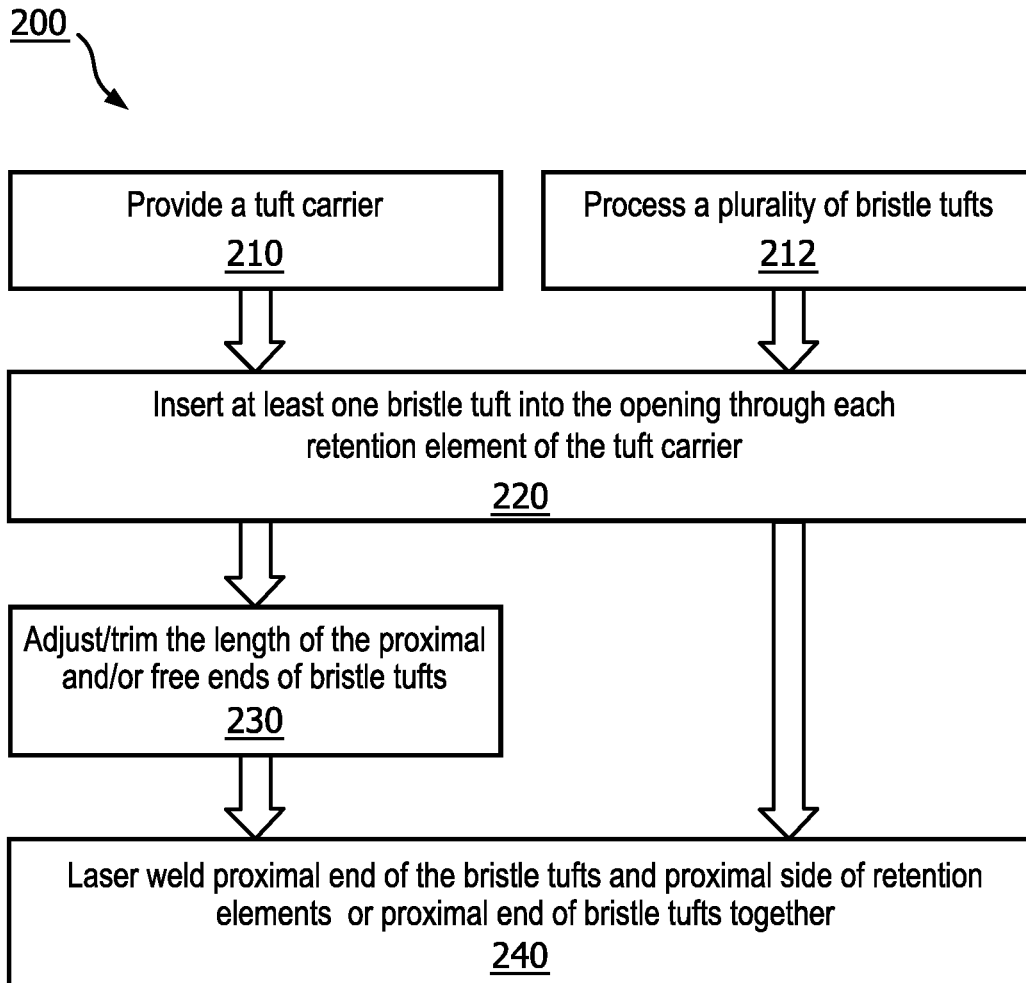 200
Provide a tuft carrier
210
Process a plurality of bristle tufts
212
Insert at least one bristle tuft into the opening through each
retention element of the tuft carrier
220
Adjust/trim the length of the proximal
and/or free ends of bristle tufts
230
Laser weld proximal end of the bristle tufts and proximal side of retention
elements or proximal end of bristle tufts together
240